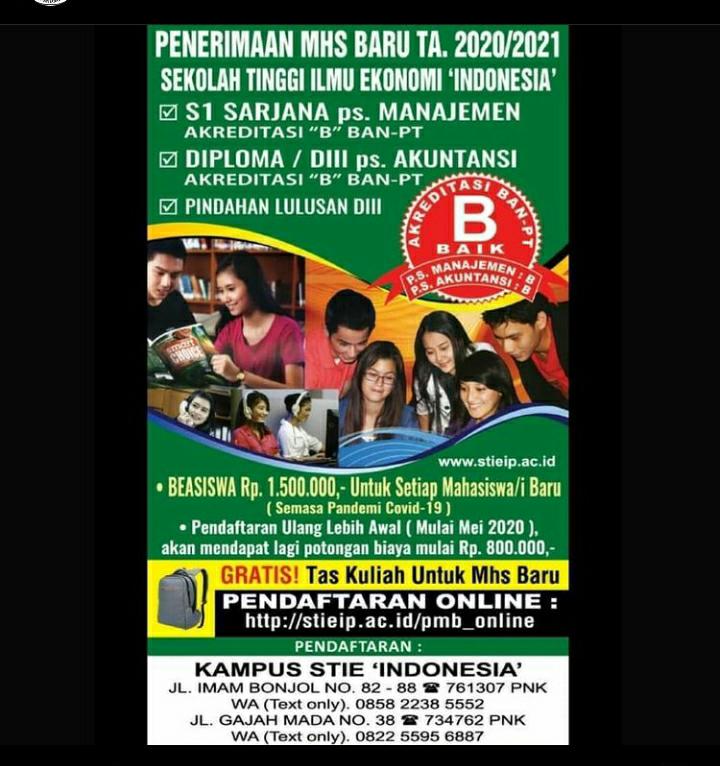 PENERIMAAN MHS BARU TA. 2020/2021
SEKOLAH TINGGI ILMU EKONOMI 'INDONESIA'
S1 SARJANA ps. MANAJEMEN
AKREDITASI "B" BAN-PT
DIPLOMA / DIII ps. AKUNTANSI
AKREDITASI "B" BAN-PT
PINDAHAN LULUSAN DIII
AKREDITASI BAN-PT
B
BAIK
P.S. MANAJEMEN : B
P.S. AKUNTANSI : B
smart
CHOICE
www.stieip.ac.id
• BEASISWA Rp. 1.500.000,- Untuk Setiap Mahasiswa/i Baru
( Semasa Pandemi Covid-19 )
• Pendaftaran Ulang Lebih Awal ( Mulai Mei 2020 ),
akan mendapat lagi potongan biaya mulai Rp. 800.000,-
GRATIS! Tas Kuliah Untuk Mhs Baru
PENDAFTARAN ONLINE :
http://stieip.ac.id/pmb_online
PENDAFTARAN :
KAMPUS STIE 'INDONESIA'
JL. IMAM BONJOL NO. 82 - 88 ☎ 761307 PNK
WA (Text only). 0858 2238 5552
JL. GAJAH MADA NO. 38 ☎ 734762 PNK
WA (Text only). 0822 5595 6887